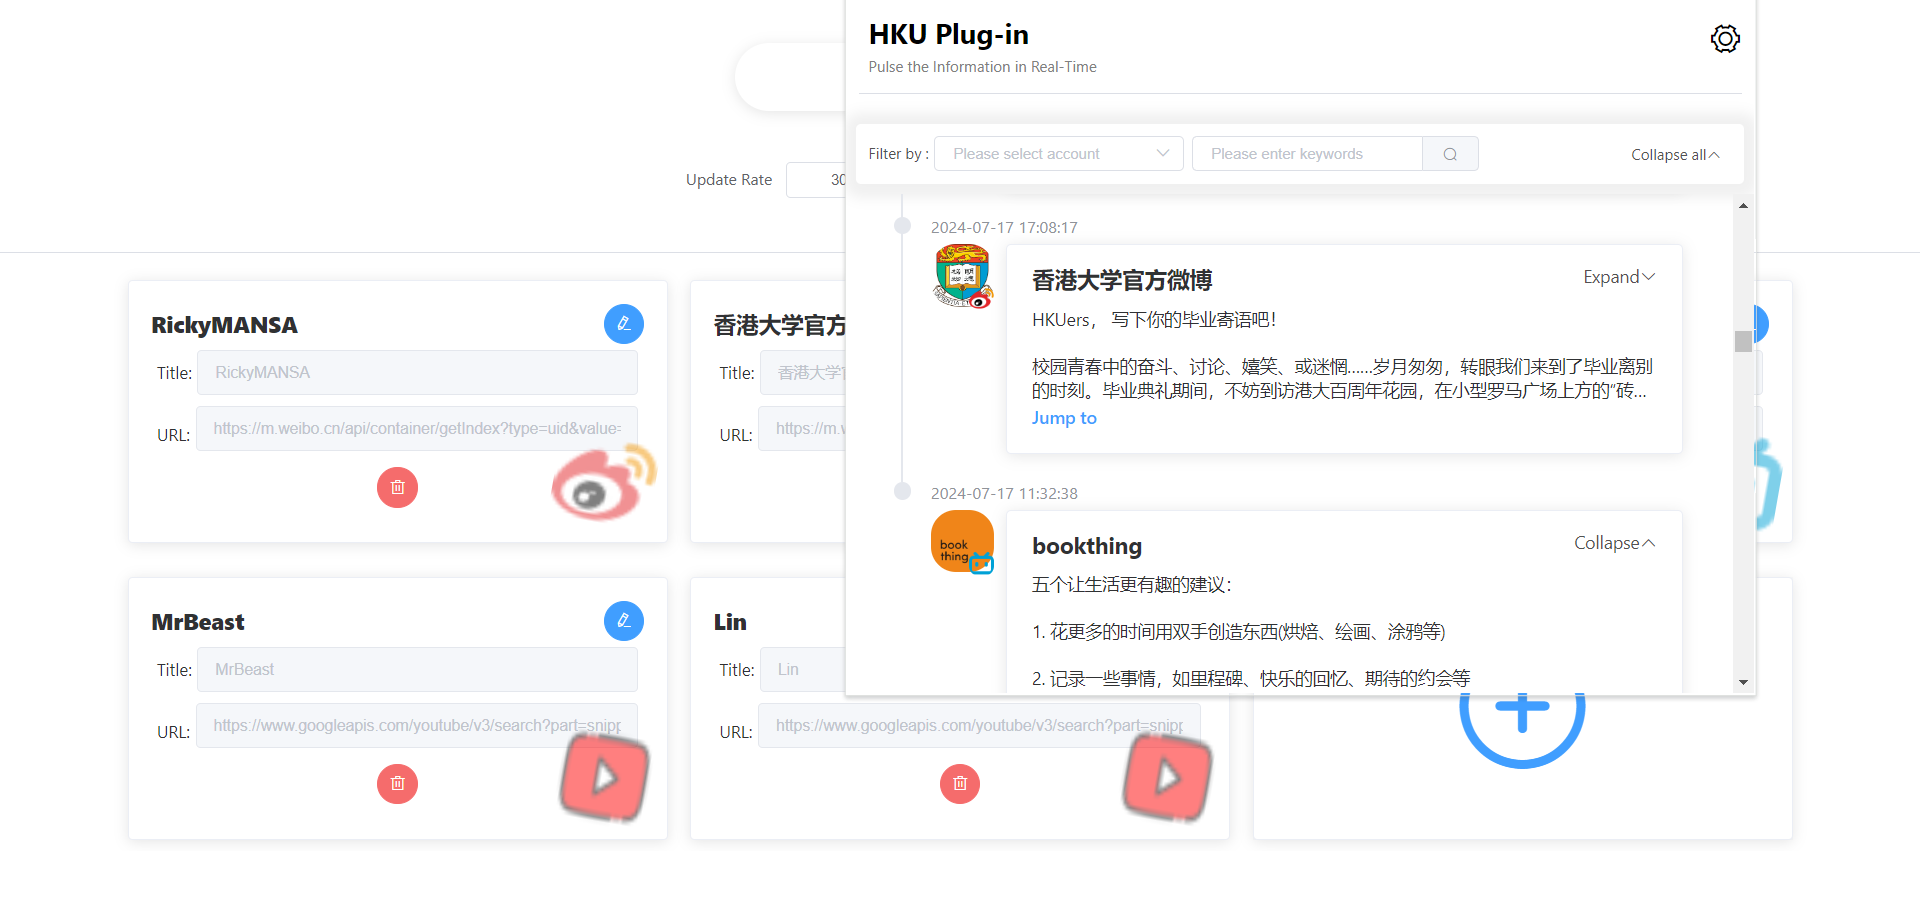 HKU Plug-in
Pulse the Information in Real-Time
Filter by :
Please select account
Please enter keywords
Collapse all
Update Rate
30
2024-07-17 17:08:17
香港大学官方微博
Expand
HKUers， 写下你的毕业寄语吧！
校园青春中的奋斗、讨论、嬉笑、或迷惘......岁月匆匆，转眼我们来到了毕业离别
的时刻。毕业典礼期间，不妨到访港大百周年花园，在小型罗马广场上方的“砖...
Jump to
2024-07-17 11:32:38
book
thing
bookthing
Collapse
五个让生活更有趣的建议：
1. 花更多的时间用双手创造东西(烘焙、绘画、涂鸦等)
2. 记录一些事情，如里程碑、快乐的回忆、期待的约会等
RickyMANSA
Title:
RickyMANSA
URL:
https://m.weibo.cn/api/container/getIndex?type=uid&value=
香港大学官方
Title:
香港大学
URL:
https://m.
MrBeast
Title:
MrBeast
URL:
https://www.googleapis.com/youtube/v3/search?part=snipp
Lin
Title:
Lin
URL:
https://www.googleapis.com/youtube/v3/search?part=snipp